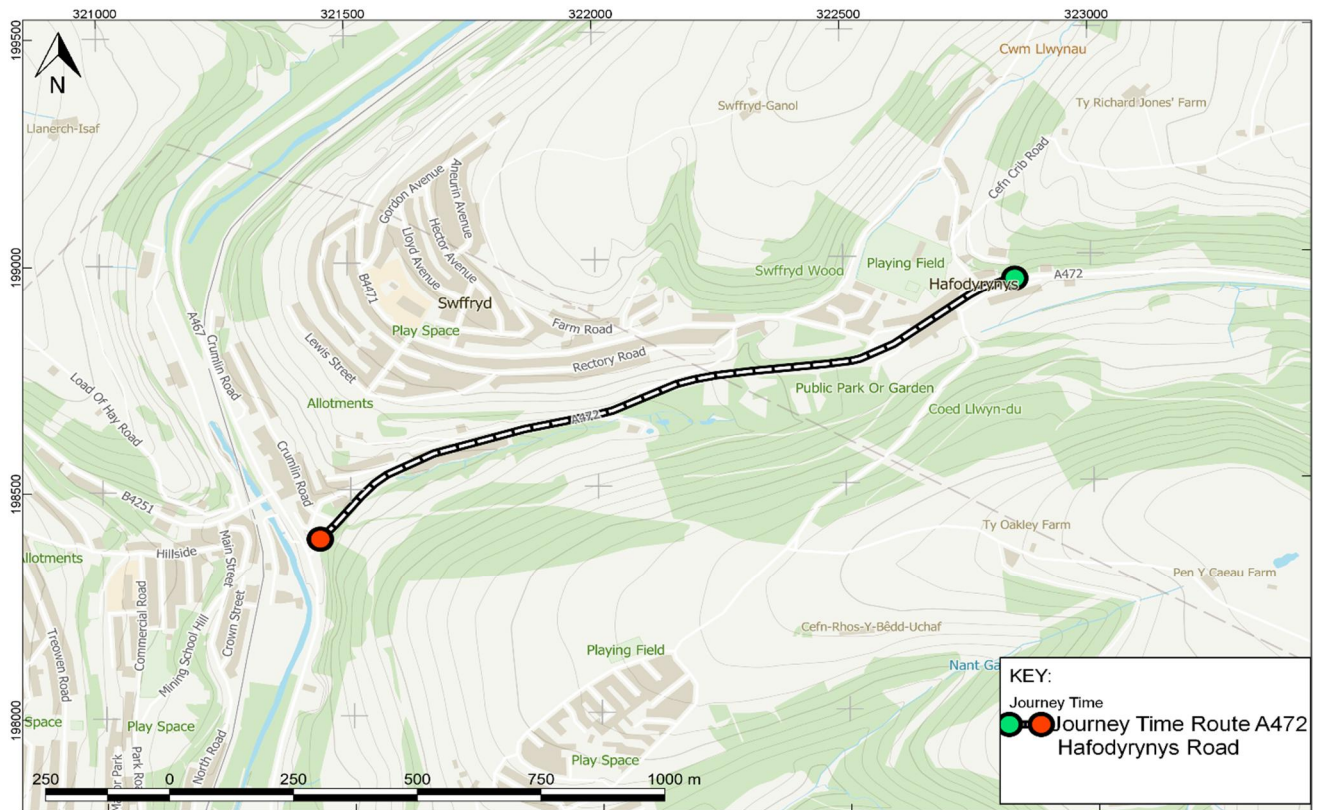 321000
321500
322000
322500
323000
199500
199000
198500
198000
N
Cwm Llwynau
Llanerch-Isaf
Swffryd-Ganol
Ty Richard Jones' Farm
Cefn Crib Road
Gordon Avenue
Aneurin Avenue
Hector Avenue
Lloyd Avenue
B4471
Swffryd
Play Space
Swffryd Wood
Playing Field
Hafodyrynys
A472
A467
Crumlin Road
Lewis Street
Farm Road
Rectory Road
Allotments
Public Park Or Garden
Coed Llwyn-du
A472
Load Of Hay Road
Crumlin Road
B4251
Ty Oakley Farm
Pen Y Caeau Farm
Hillside
Main Street
Commercial Road
Crown Street
Mining School Hill
Treowen Road
Cefn-Rhos-Y-Bêdd-Uchaf
Playing Field
Nant
Space
Play Space
North Road
Play Space
Park
KEY:
Journey Time
Journey Time Route A472
Hafodyrynys Road
250 0 250 500 750 1000 m